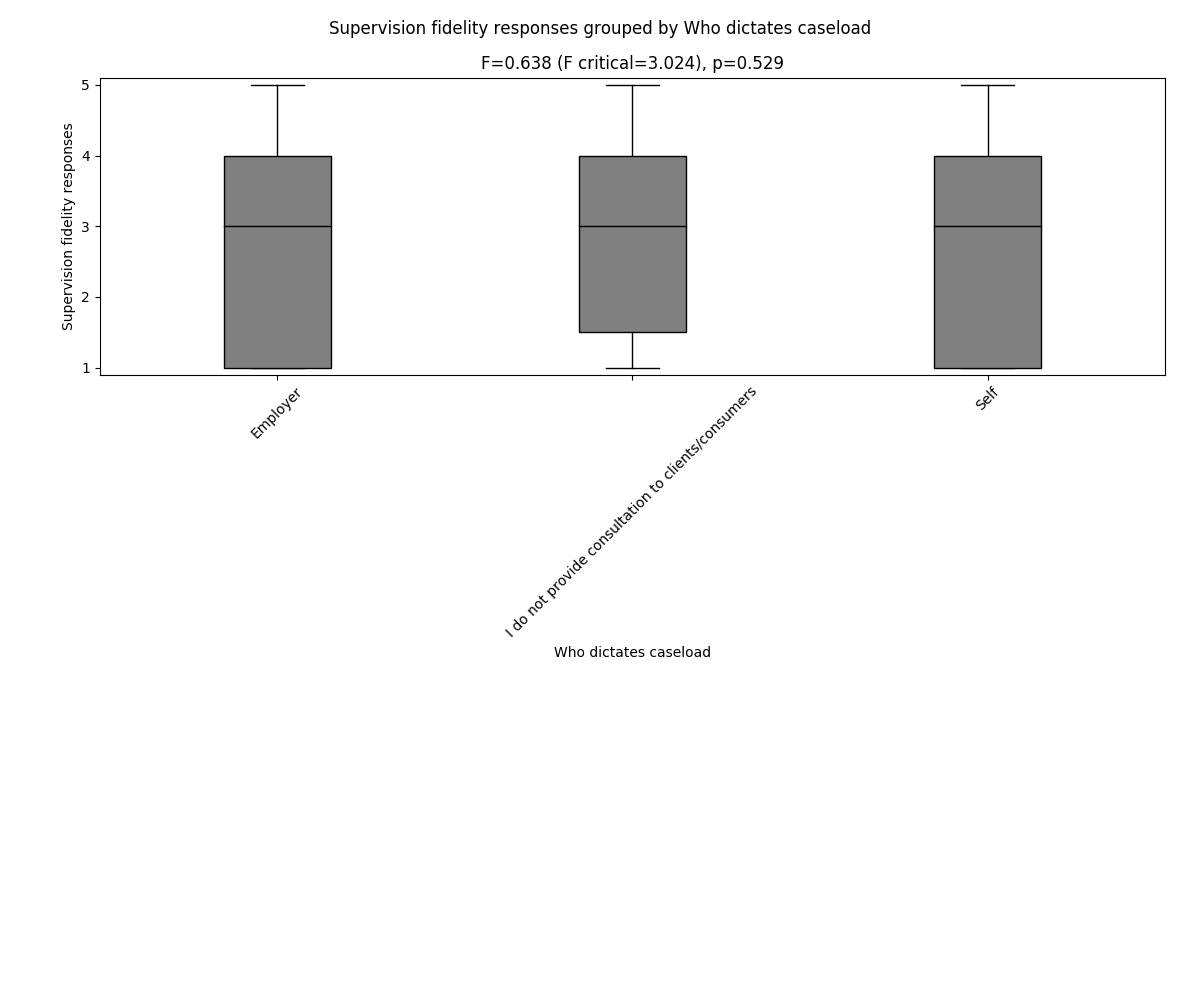 Supervision fidelity responses grouped by Who dictates caseload
F=0.638 (F critical=3.024), p=0.529
Supervision fidelity responses
5
4
3
2
1
Employer
I do not provide consultation to clients/consumers
Self
Who dictates caseload